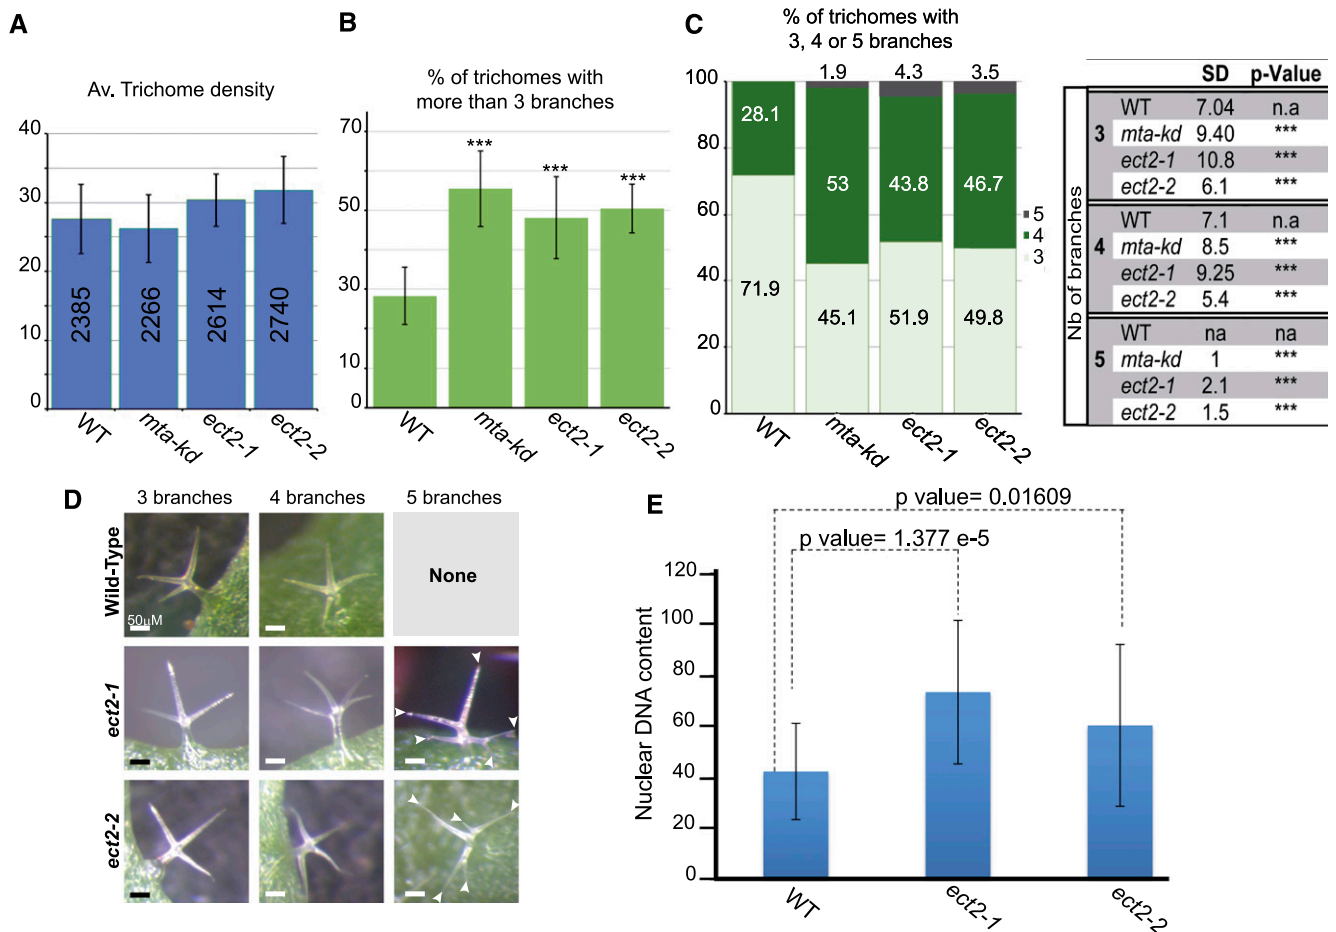 A
Av. Trichome density
40
30
20
10
0
2385
2266
2614
2740
WT
mta-kd
ect2-1
ect2-2
B
% of trichomes with
more than 3 branches
70
50
30
10
0
***
***
***
WT
mta-kd
ect2-1
ect2-2
C
% of trichomes with
3, 4 or 5 branches
1.9
4.3
3.5
100
80
60
40
20
0
28.1
53
43.8
46.7
71.9
45.1
51.9
49.8
5
4
3
WT
mta-kd
ect2-1
ect2-2
SD p-Value
Nb of branches
3
WT 7.04 n.a
mta-kd 9.40 ***
ect2-1 10.8 ***
ect2-2 6.1 ***
4
WT 7.1 n.a
mta-kd 8.5 ***
ect2-1 9.25 ***
ect2-2 5.4 ***
5
WT na na
mta-kd 1 ***
ect2-1 2.1 ***
ect2-2 1.5 ***
D
3 branches 4 branches 5 branches
Wild-Type
50µM
None
ect2-1
ect2-2
E
p value= 0.01609
p value= 1.377 e-5
Nuclear DNA content
120
100
80
60
40
20
0
WT
ect2-1
ect2-2